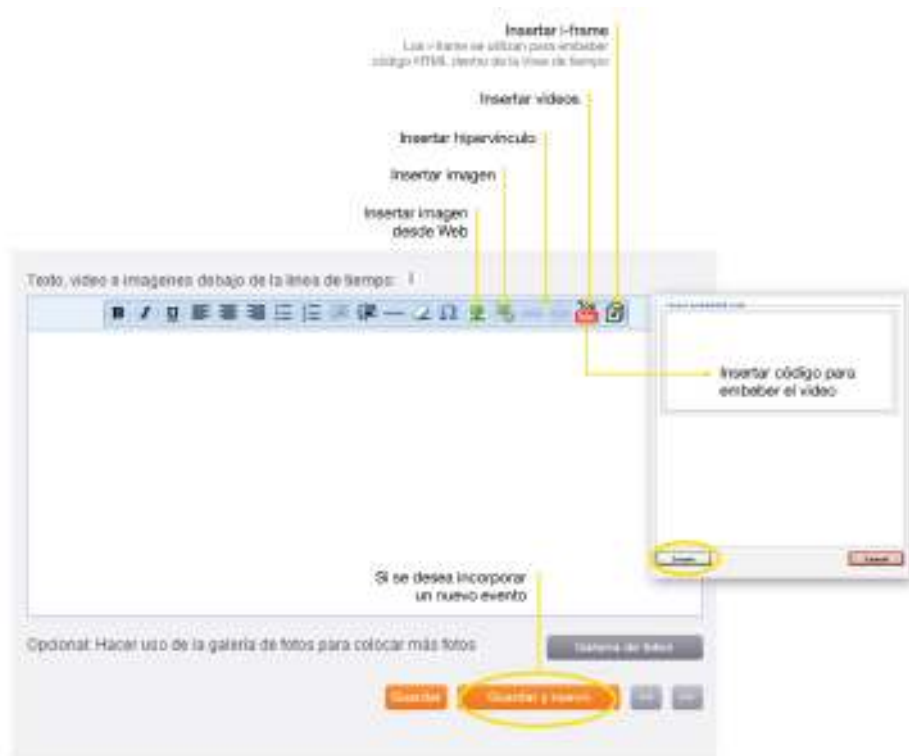 Insertar i-frame
Los i-frame se utilizan para embeber
código HTML dentro de la línea de tiempo
Insertar videos
Insertar hipervínculo
Insertar imagen
Insertar imagen
desde Web
Texto, video e imagenes debajo de la linea de tiempo:
B I U
You
Insertar código para
embeber el video
Si se desea incorporar
un nuevo evento
Opcional: Hacer uso de la galería de fotos para colocar más fotos
Galería de fotos
Guardar
Guardar y nuevo